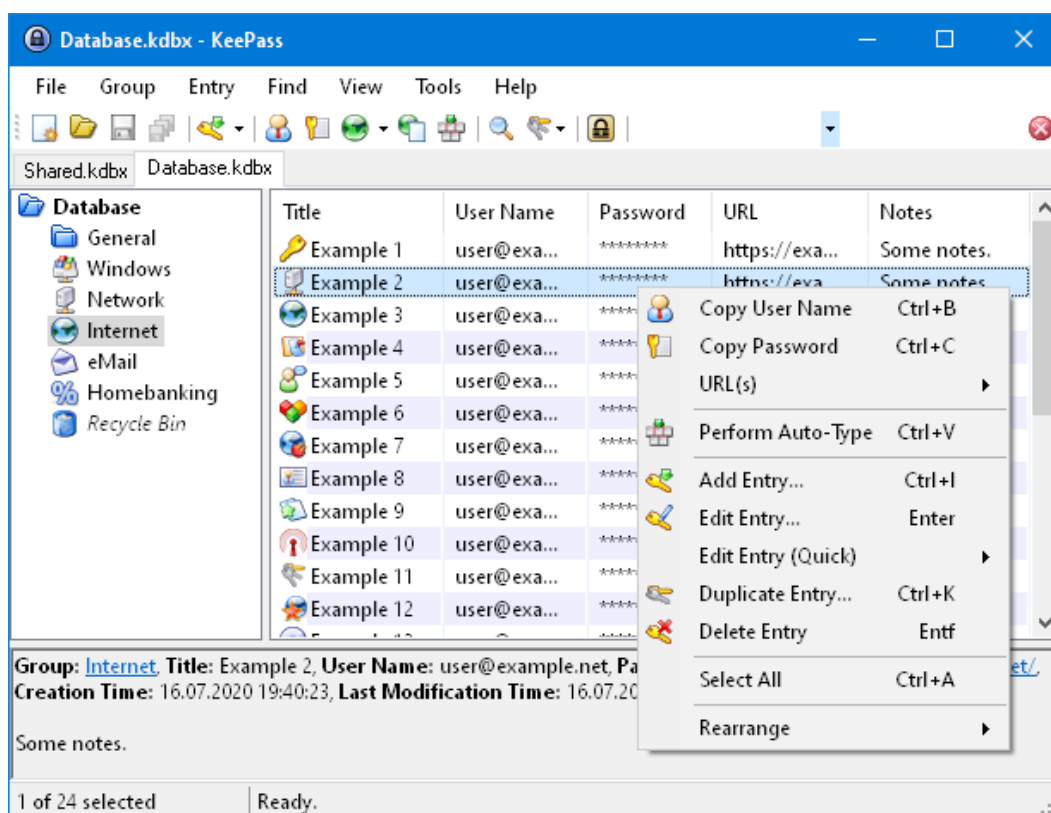 Database.kdbx - KeePass
File Group Entry Find View Tools Help
Shared.kdbx Database.kdbx
Database
General
Windows
Network
Internet
eMail
Homebanking
Recycle Bin
Title User Name Password URL Notes
Example 1 user@exa... ******** https://exa... Some notes.
Example 2 user@exa... ******** https://exa... Some notes.
Example 3 user@exa...
Example 4 user@exa...
Example 5 user@exa...
Example 6 user@exa...
Example 7 user@exa...
Example 8 user@exa...
Example 9 user@exa...
Example 10 user@exa...
Example 11 user@exa...
Example 12 user@exa...
Copy User Name Ctrl+B
Copy Password Ctrl+C
URL(s)
Perform Auto-Type Ctrl+V
Add Entry... Ctrl+I
Edit Entry... Enter
Edit Entry (Quick)
Duplicate Entry... Ctrl+K
Delete Entry Entf
Select All Ctrl+A
Rearrange
Group: Internet, Title: Example 2, User Name: user@example.net, Pa et/,
Creation Time: 16.07.2020 19:40:23, Last Modification Time: 16.07.20
Some notes.
1 of 24 selected Ready.